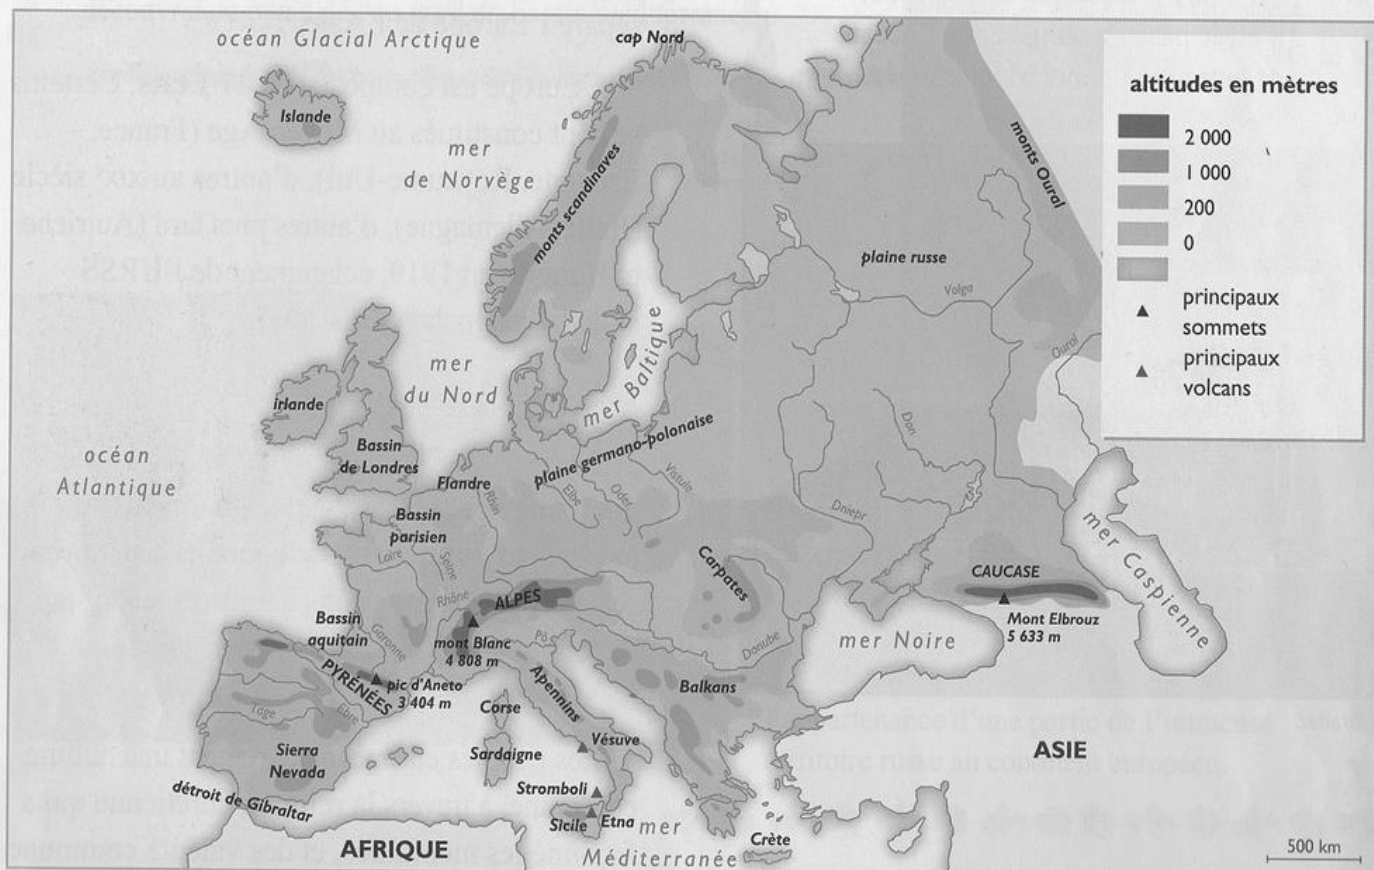 océan Glacial Arctique
cap Nord
Islande
mer
de Norvège
monts scandinaves
monts Oural
altitudes en mètres
2 000
1 000
200
0
principaux
sommets
principaux
volcans
plaine russe
Volga
Oural
mer
du Nord
mer Baltique
irlande
Bassin
de Londres
océan
Atlantique
plaine germano-polonaise
Flandre
Rhin
Elbe
Oder
Vistule
Don
Dniepr
Bassin
parisien
Loire
Seine
Rhône
ALPES
Carpates
CAUCASE
Mont Elbrouz
5 633 m
mer Caspienne
Bassin
aquitain
Garonne
mont Blanc
4 808 m
Pô
Danube
mer Noire
PYRÉNÉES
pic d'Aneto
3 404 m
Apennins
Balkans
Tage
Ebre
Corse
Sardaigne
Vésuve
Stromboli
Sicile
Etna
Sierra
Nevada
détroit de Gibraltar
AFRIQUE
mer
Méditerranée
Crète
ASIE
500 km